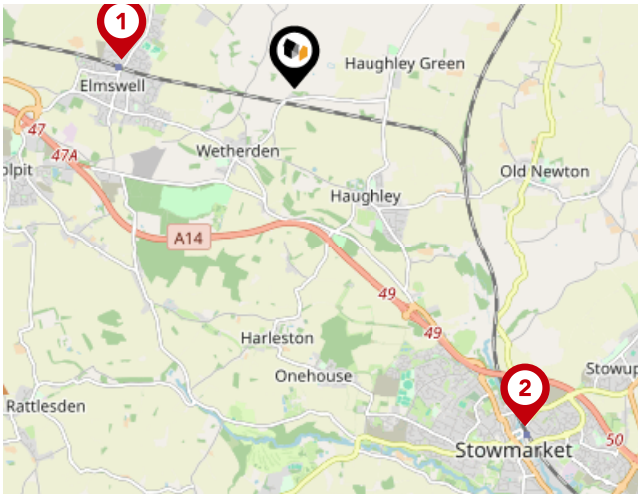 1
Haughley Green
Elmswell
47
47A
olpit
Wetherden
Old Newton
Haughley
A14
49
49
Harleston
Onehouse
Stowup
2
Rattlesden
50
Stowmarket